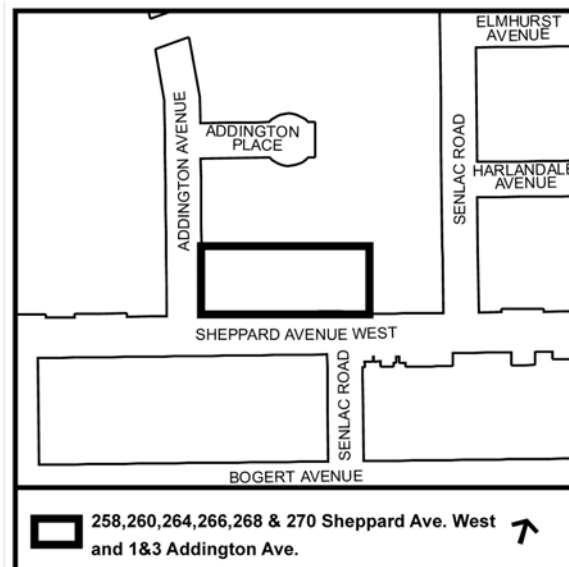 ELMHURST
AVENUE
ADDINGTON AVENUE
ADDINGTON
PLACE
SENLAC ROAD
HARLANDALE
AVENUE
SHEPPARD AVENUE WEST
SENLAC ROAD
BOGERT AVENUE
258,260,264,266,268 & 270 Sheppard Ave. West
and 1&3 Addington Ave.